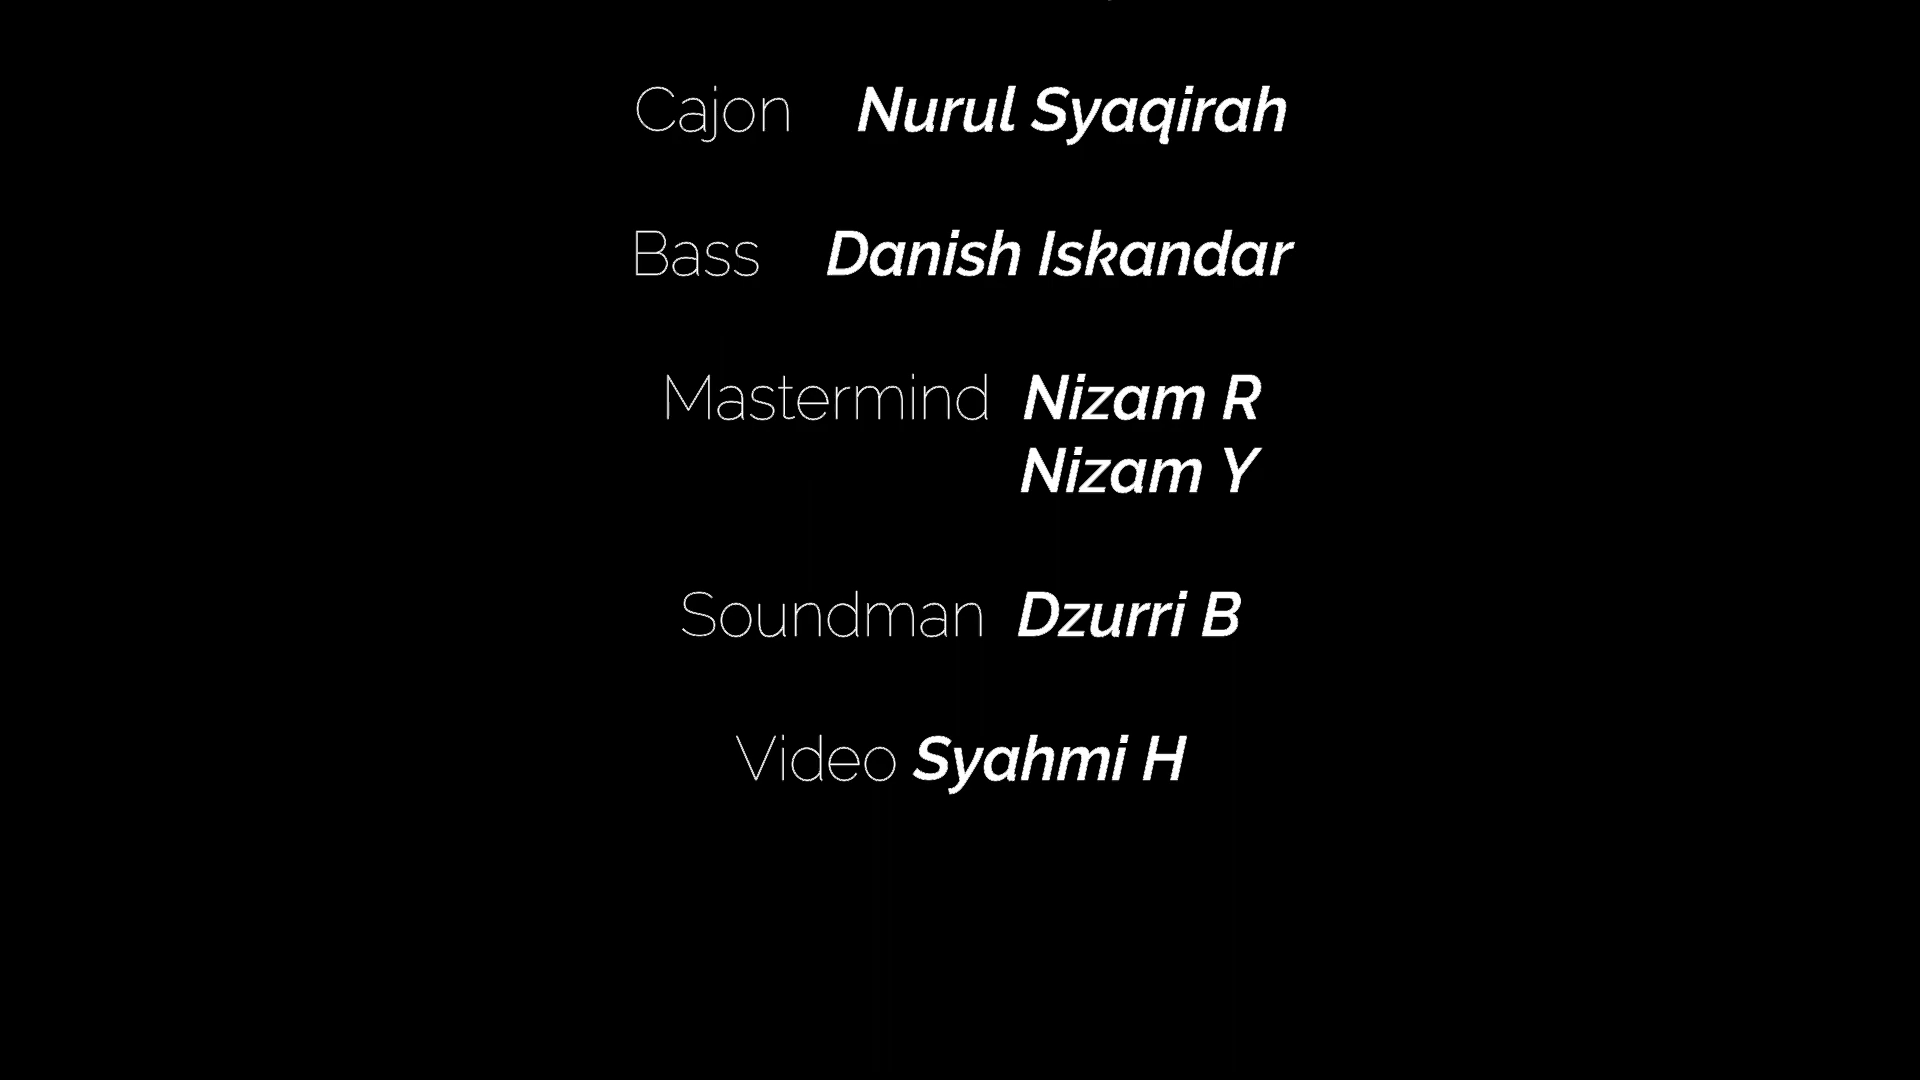 Cajon Nurul Syaqirah
Bass Danish Iskandar
Mastermind Nizam R
Nizam Y
Soundman Dzurri B
Video Syahmi H